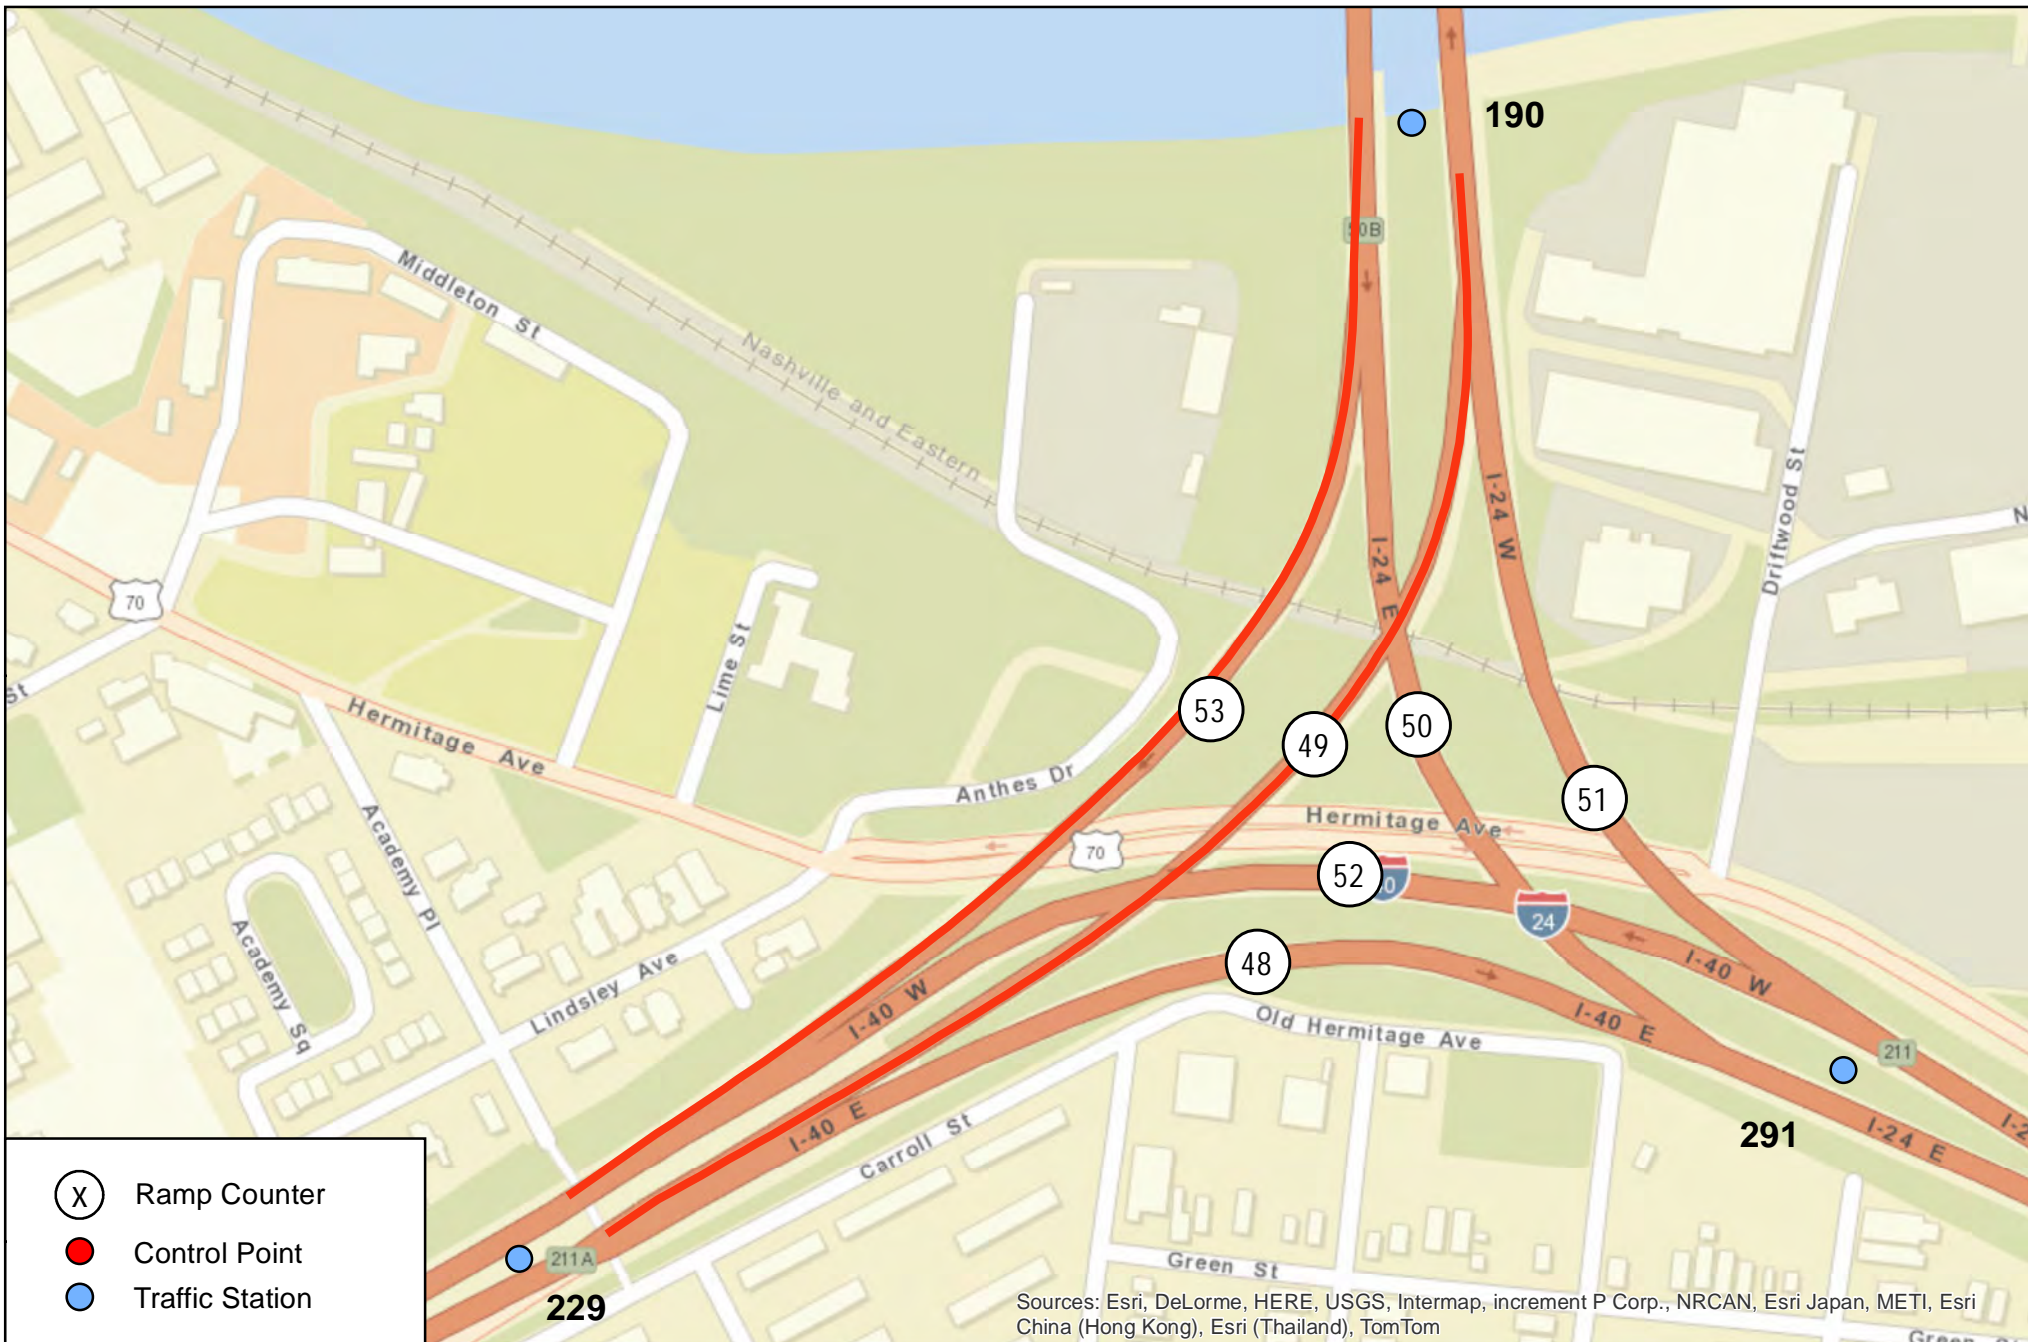 190
50B
Middleton St
Nashville and Eastern
I-24 W
I-24 E
Driftwood St
N
70
St
Lime St
Hermitage Ave
53
49
50
51
Anthes Dr
Hermitage Ave
70
Academy Pl
52
24
Academy Sq
Lindsley Ave
48
I-40 W
I-40 W
I-40 E
Old Hermitage Ave
211
I-40 E
Carroll St
291
I-24 E
I-2
X Ramp Counter
Control Point
Traffic Station
211A
229
Green St
Sources: Esri, DeLorme, HERE, USGS, Intermap, increment P Corp., NRCAN, Esri Japan, METI, Esri
China (Hong Kong), Esri (Thailand), TomTom